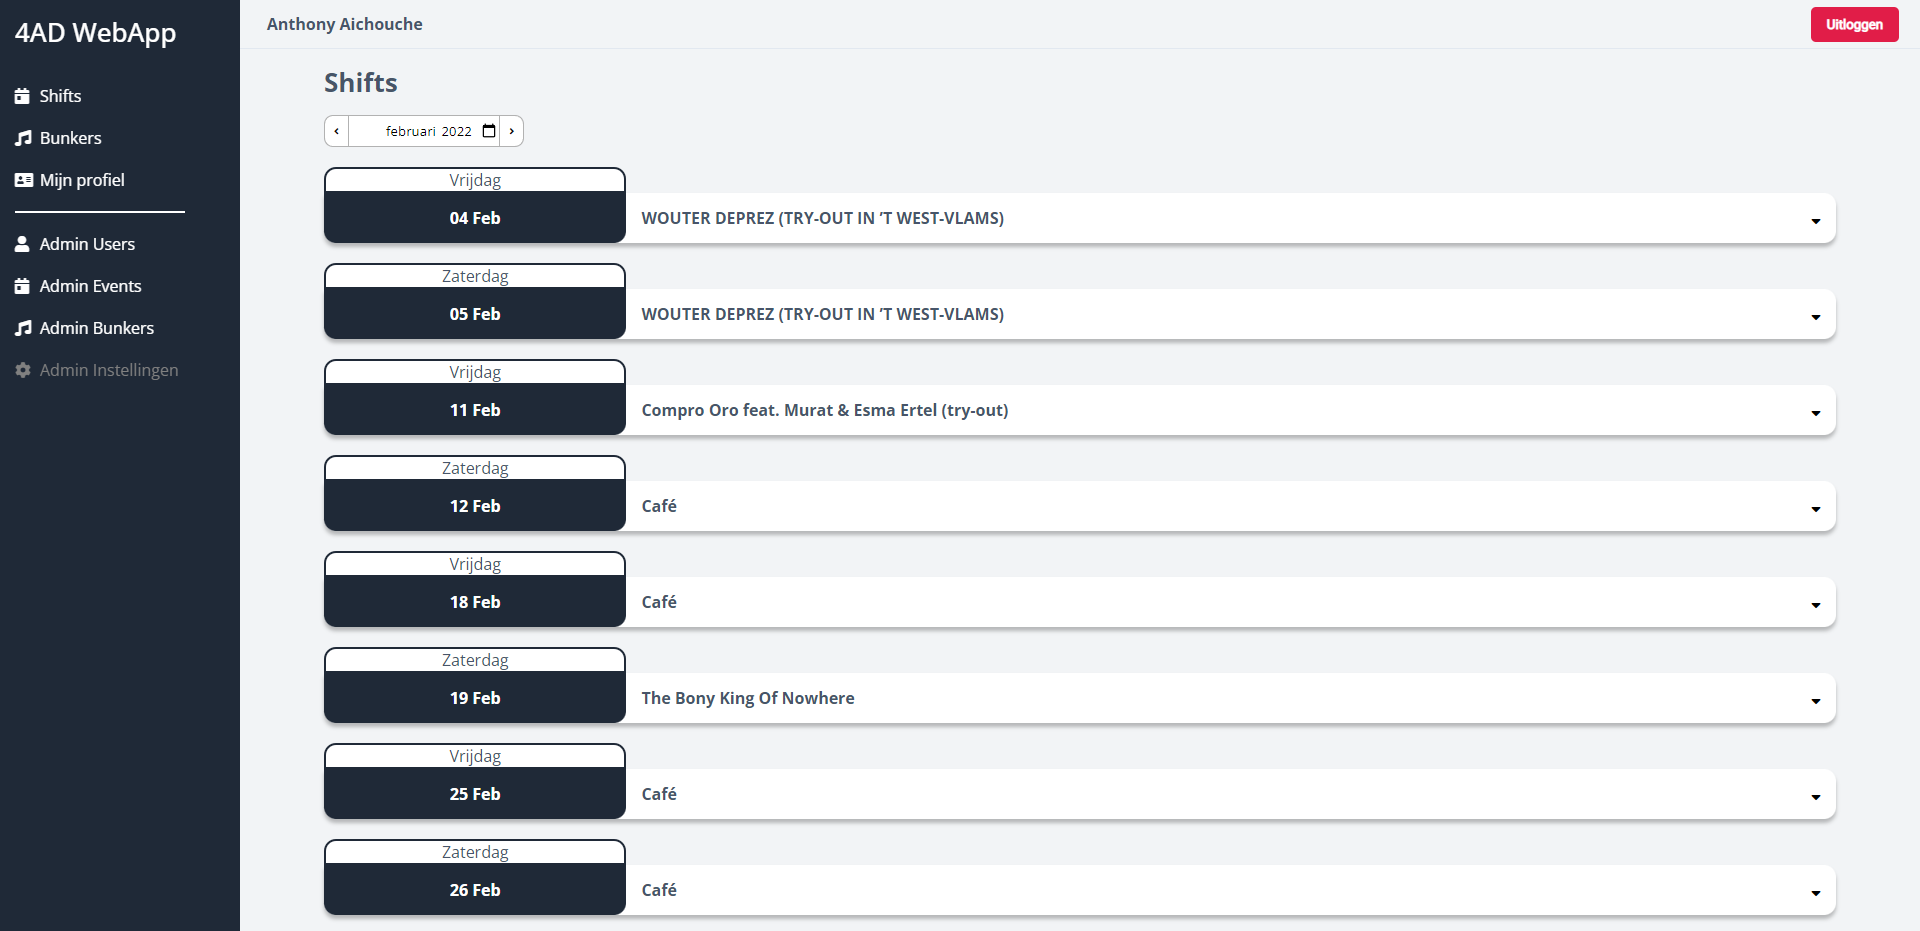 4AD WebApp
Shifts
Bunkers
Mijn profiel
Admin Users
Admin Events
Admin Bunkers
Admin Instellingen
Anthony Aichouche
Uitloggen
Shifts
februari 2022
Vrijdag
04 Feb
WOUTER DEPREZ (TRY-OUT IN ’T WEST-VLAMS)
Zaterdag
05 Feb
WOUTER DEPREZ (TRY-OUT IN ’T WEST-VLAMS)
Vrijdag
11 Feb
Compro Oro feat. Murat & Esma Ertel (try-out)
Zaterdag
12 Feb
Café
Vrijdag
18 Feb
Café
Zaterdag
19 Feb
The Bony King Of Nowhere
Vrijdag
25 Feb
Café
Zaterdag
26 Feb
Café